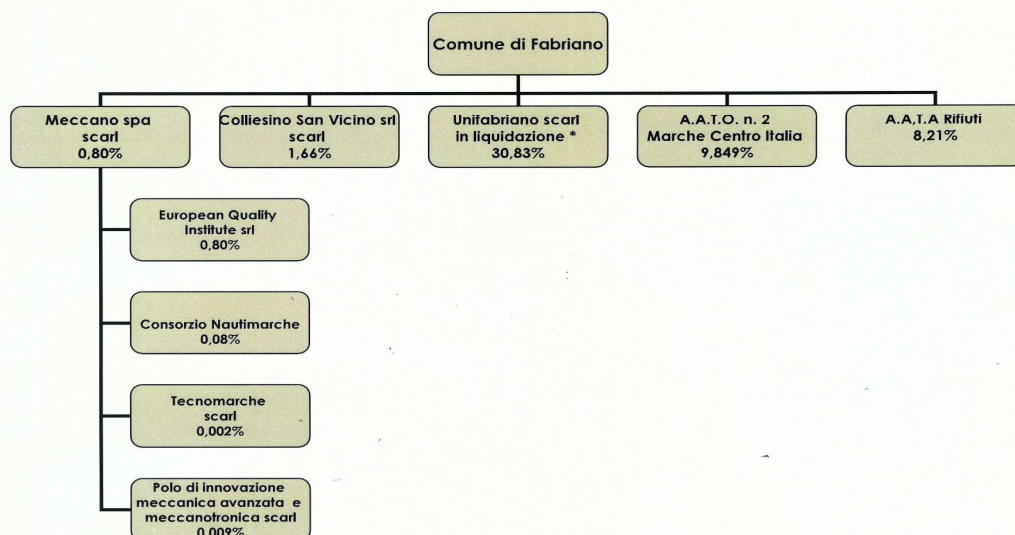 Comune di Fabriano
Meccano spa
scarl
0,80%
Colliesino San Vicino srl
scarl
1,66%
Unifabriano scarl
in liquidazione *
30,83%
A.A.T.O. n. 2
Marche Centro Italia
9,849%
A.A,T.A Rifiuti
8,21%
European Quality
Institute srl
0,80%
Consorzio Nautimarche
0,08%
Tecnomarche
scarl
0,002%
Polo di innovazione
meccanica avanzata e
meccanotronica scarl
0,009%